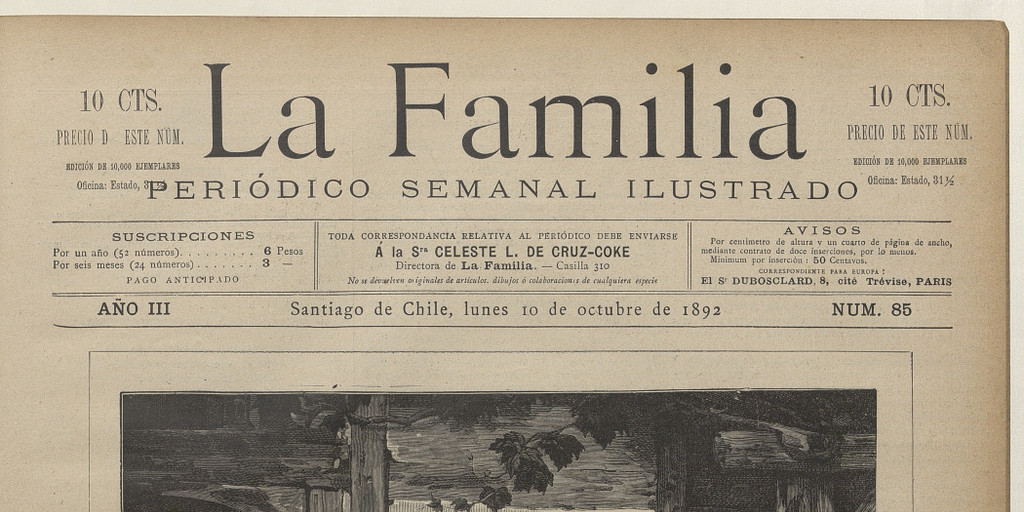 10 CTS.
PRECIO D ESTE NÚM.
EDICIÓN DE 10,000 EJEMPLARES
Oficina: Estado,
La Familia
PERIÓDICO SEMANAL ILUSTRADO
10 CTS.
PRECIO DE ESTE NÚM.
EDICIÓN DE 10,000 EJEMPLARES
Oficina: Estado, 31½
SUSCRIPCIONES
Por un año (52 números). . . . . . . . . . 6 Pesos
Por seis meses (24 números) . . . . . . . 3 —
PAGO ANTICIPADO
TODA CORRESPONDANCIA RELATIVA AL PERIÓDICO DEBE ENVIARSE
Á la Sra CELESTE L. DE CRUZ-COKE
Directora de La Familia. — Casilla 310
No se devuelven originales de artículos, dibujos ó colaboraciones de cualquiera especie
AVISOS
Por centímetro de altura y un cuarto de página de ancho,
mediante contrato de doce inserciones, por lo menos.
Mínimum por inserción : 50 Centavos.
CORRESPONDIENTE PARA EUROPA :
El Sr DUBOSCLARD, 8, cité Trévise, PARIS
AÑO III
Santiago de Chile, lunes 10 de octubre de 1892
NUM. 85